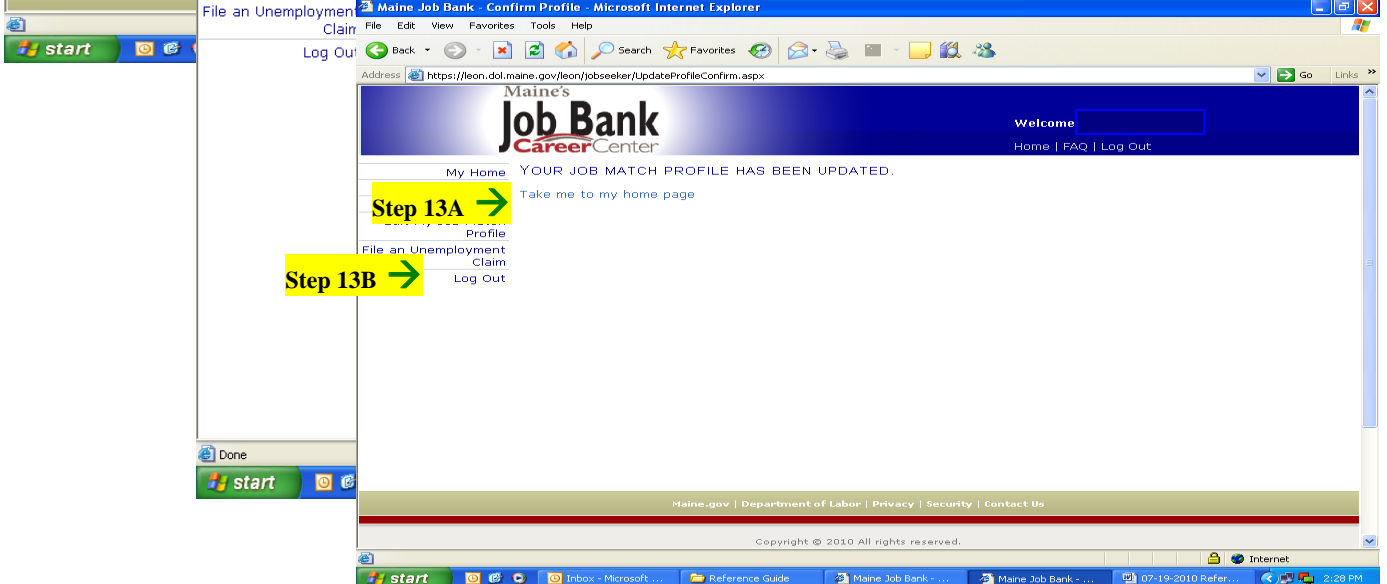 File an Unemployment
Claim
Log Out
start
Done
start
Maine Job Bank - Confirm Profile - Microsoft Internet Explorer
File Edit View Favorites Tools Help
Back Search Favorites
Address https://leon.dol.maine.gov/leon/jobseeker/UpdateProfileConfirm.aspx Go Links »
Maine's
Job Bank
CareerCenter
Welcome
Home | FAQ | Log Out
My Home
YOUR JOB MATCH PROFILE HAS BEEN UPDATED.
Take me to my home page
Step 13A →
Profile
File an Unemployment
Claim
Step 13B →
Log Out
Maine.gov | Department of Labor | Privacy | Security | Contact Us
Copyright © 2010 All rights reserved.
Internet
start Inbox - Microsoft ... Reference Guide Maine Job Bank - ... Maine Job Bank - ... 07-19-2010 Refer... 2:28 PM